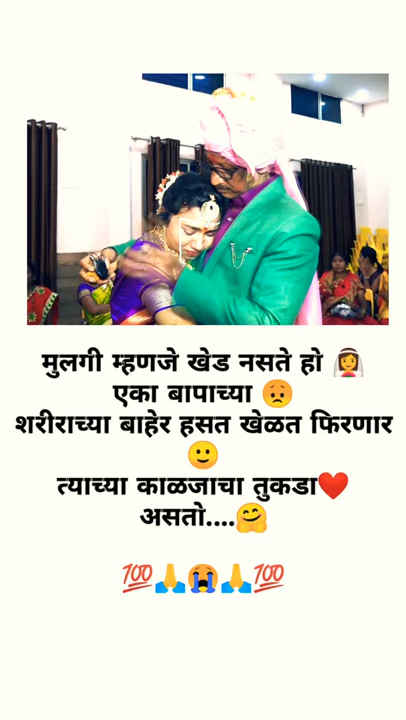 मुलगी म्हणजे खेड नसते हो 👰
एका बापाच्या 😟
शरीराच्या बाहेर हसत खेळत फिरणार
🙂
त्याच्या काळजाचा तुकडा❤️
असतो....🤗
💯🙏😭🙏💯